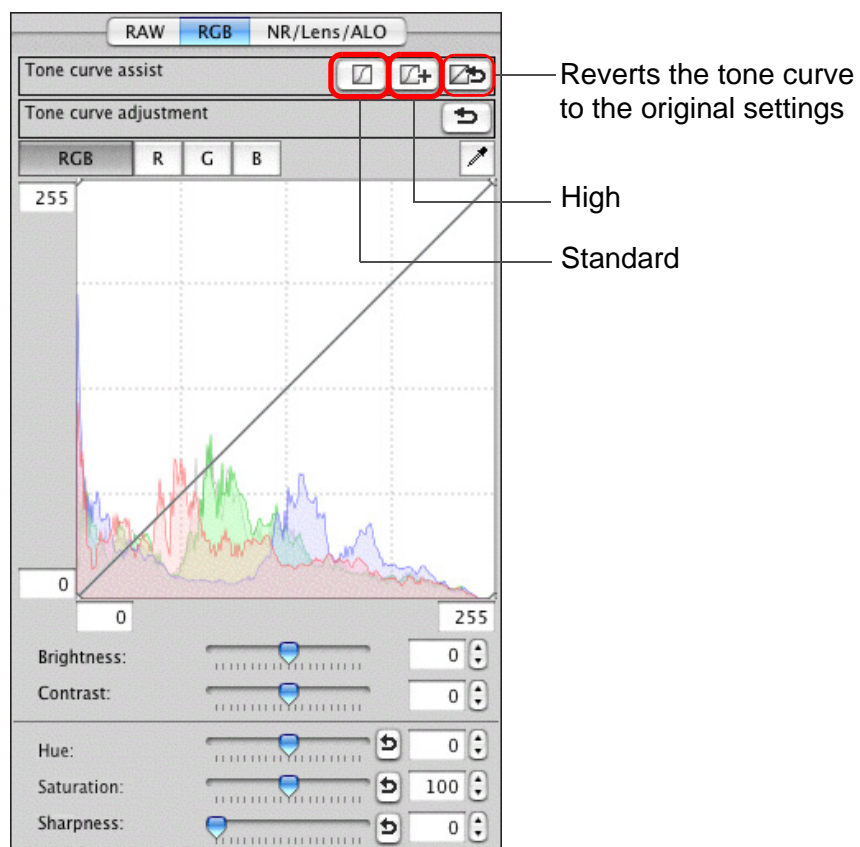 RAW RGB NR/Lens/ALO
Tone curve assist
Reverts the tone curve
to the original settings
Tone curve adjustment
RGB R G B
255
High
Standard
0
0 255
Brightness: 0
Contrast: 0
Hue: 0
Saturation: 100
Sharpness: 0